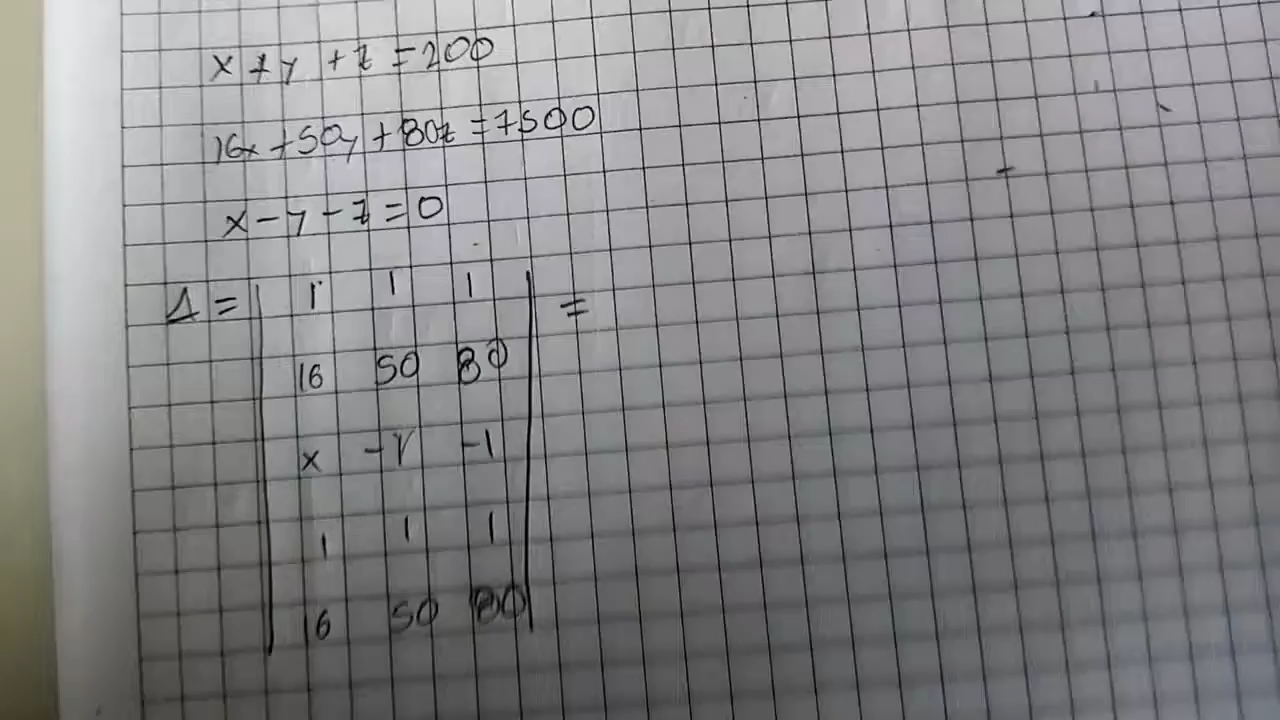 x + y + z = 200
16x + 50y + 80z = 7500
x - y - z = 0
Δ = | 1 1 1 | =
16 50 80
x -1 -1
1 1 1
16 50 80